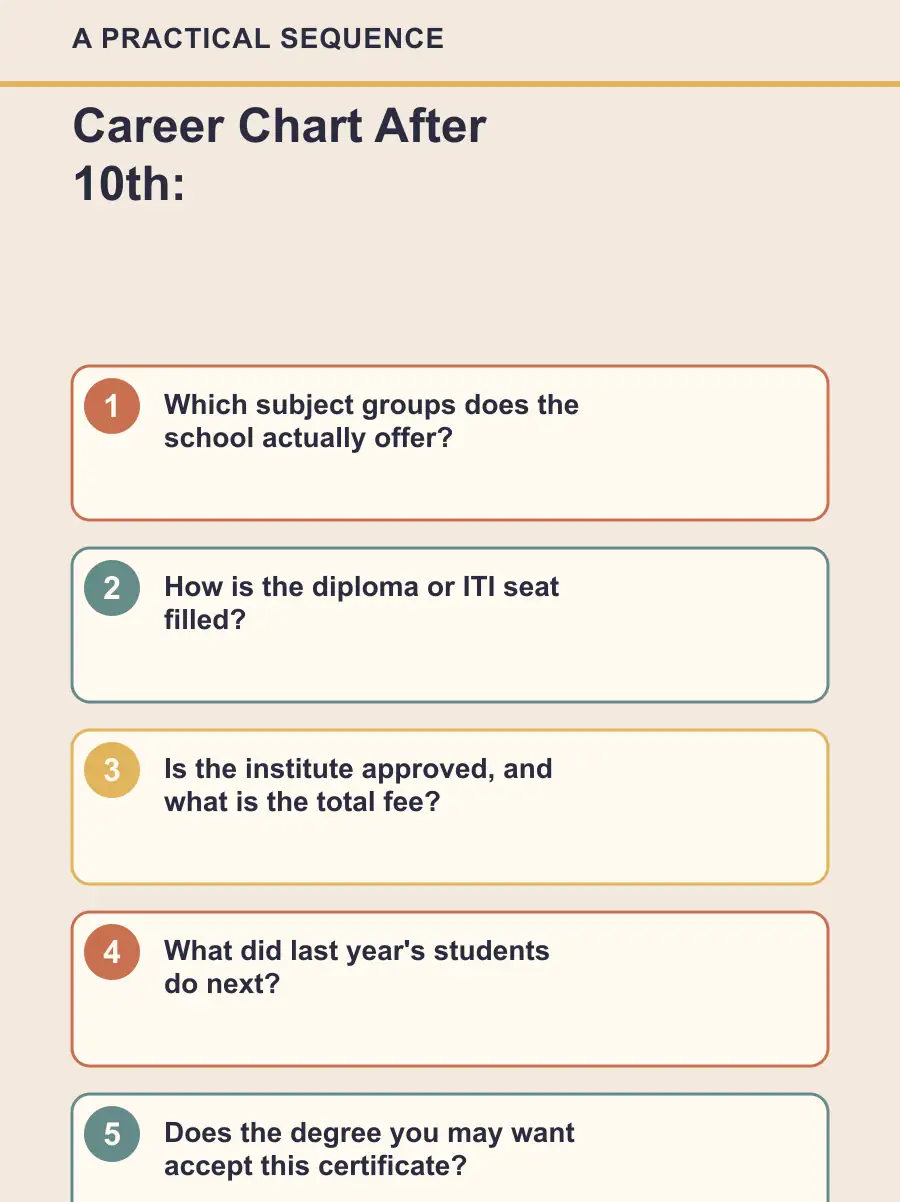 A PRACTICAL SEQUENCE
Career Chart After
10th:
1
Which subject groups does the
school actually offer?
2
How is the diploma or ITI seat
filled?
3
Is the institute approved, and
what is the total fee?
4
What did last year's students
do next?
5
Does the degree you may want
accept this certificate?